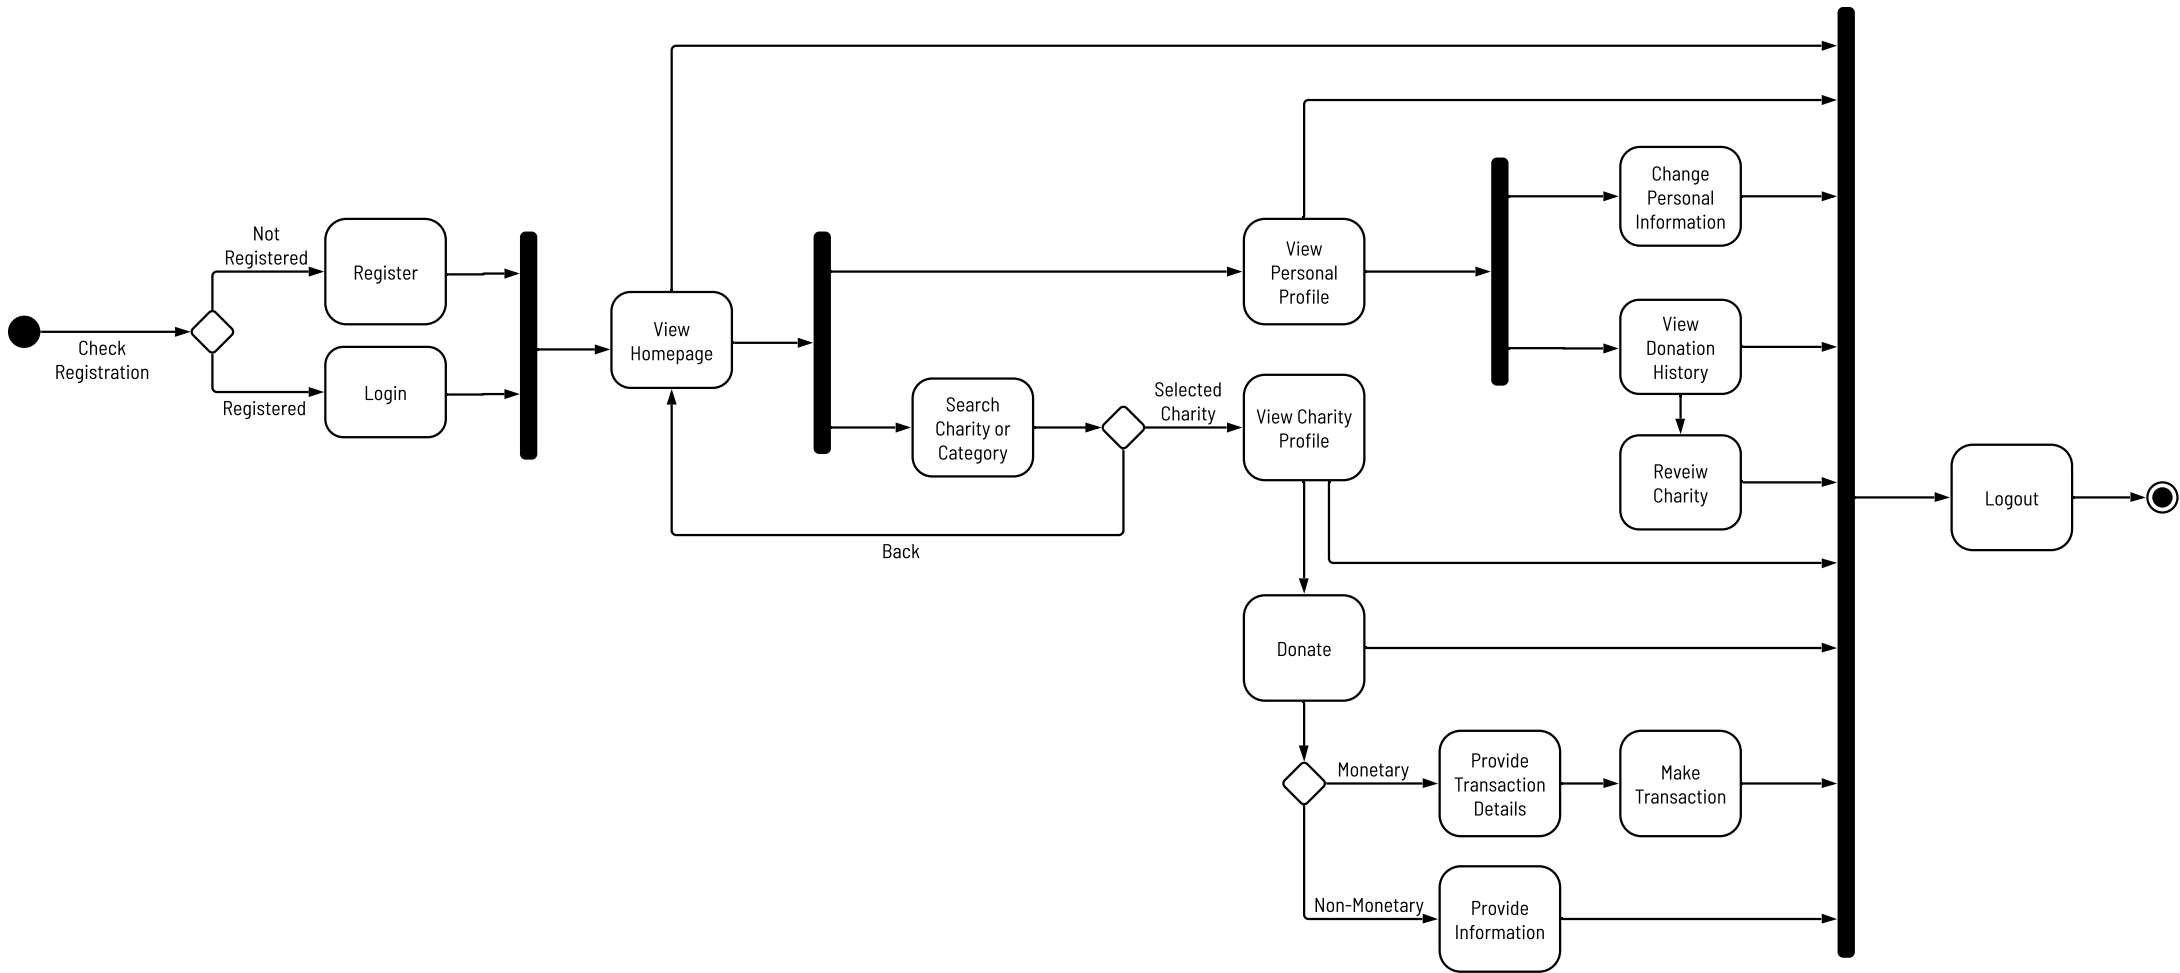 Check
Registration
Not
Registered
Registered
Register
Login
View
Homepage
Back
Search
Charity or
Category
Selected
Charity
View
Personal
Profile
View Charity
Profile
Donate
Monetary
Non-Monetary
Provide
Transaction
Details
Provide
Information
Change
Personal
Information
View
Donation
History
Reveiw
Charity
Make
Transaction
Logout